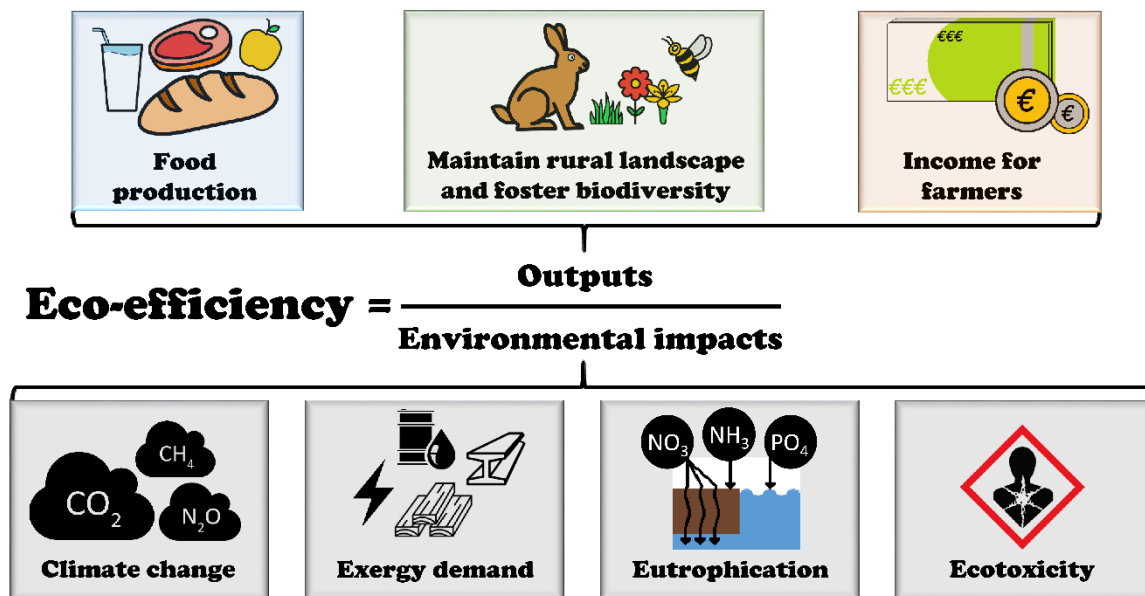 €€€
€€€
€
€
Food
production
Maintain rural landscape
and foster biodiversity
Income for
farmers
Outputs
Eco-efficiency =
Environmental impacts
CH₄
CO₂
N₂O
NO₃
NH₃
PO₄
Climate change
Exergy demand
Eutrophication
Ecotoxicity